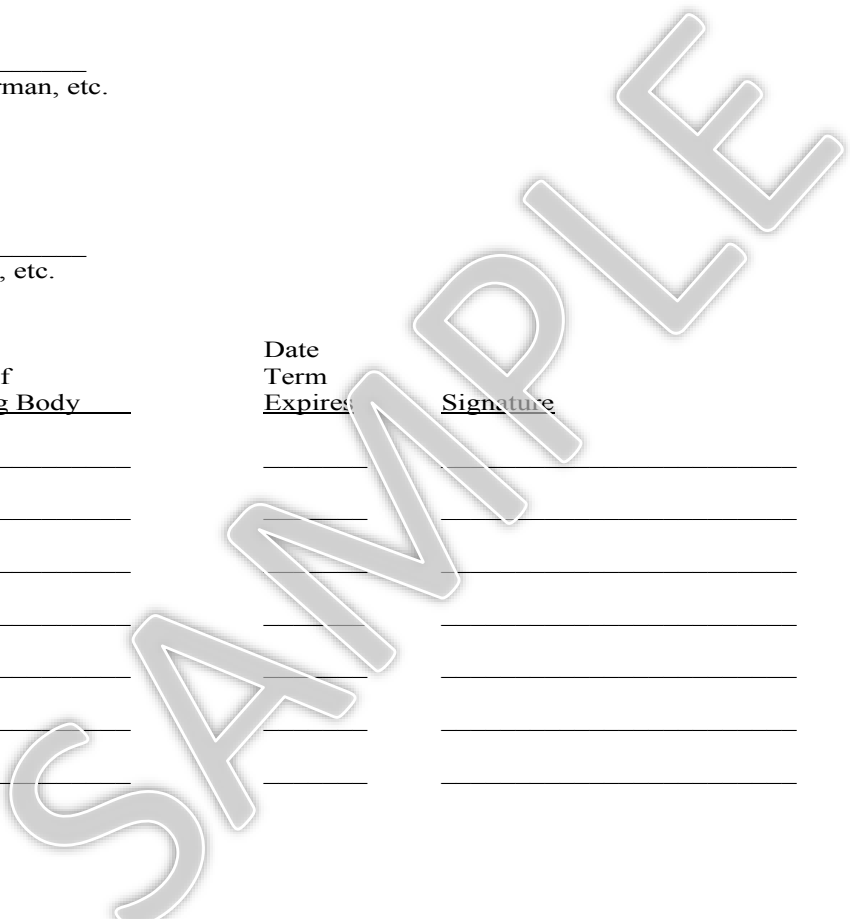 rman, etc.
, etc.
Date
f Term
g Body Expires Signature
SAMPLE